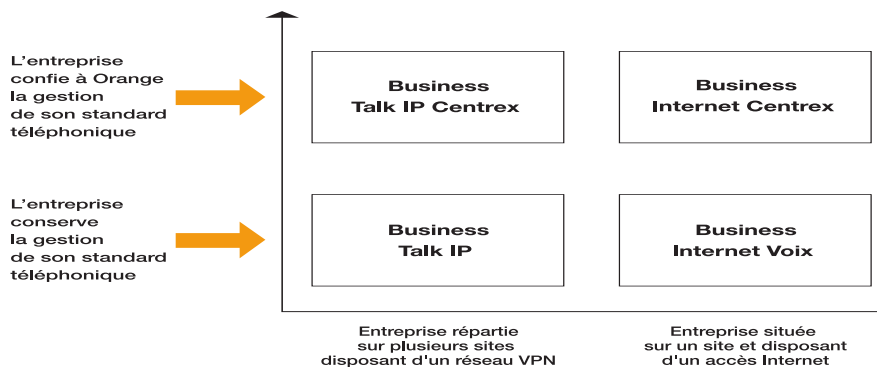 L'entreprise
confie à Orange
la gestion
de son standard
téléphonique
Business
Talk IP Centrex
Business
Internet Centrex
L'entreprise
conserve
la gestion
de son standard
téléphonique
Business
Talk IP
Business
Internet Voix
Entreprise répartie
sur plusieurs sites
disposant d'un réseau VPN
Entreprise située
sur un site et disposant
d'un accès Internet